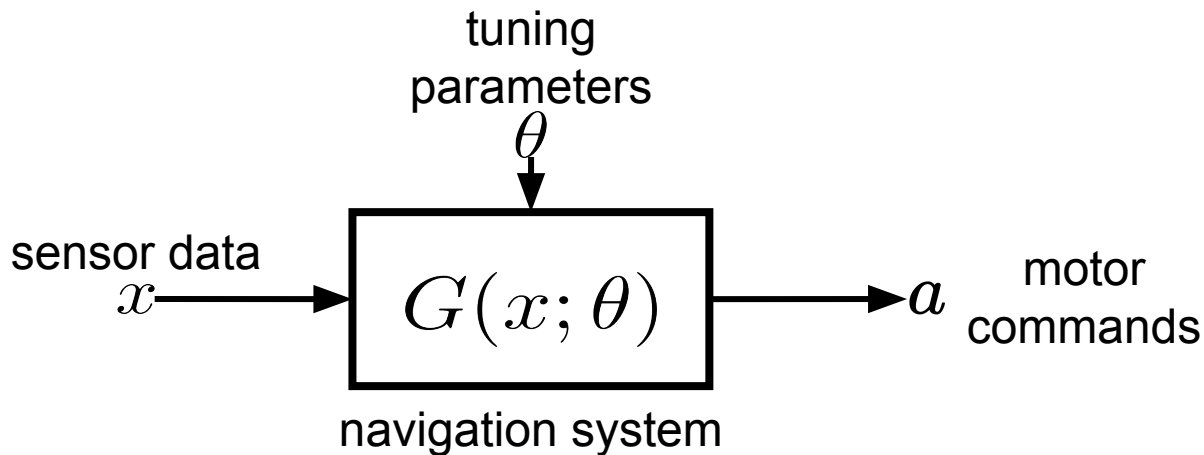 tuning
parameters
θ
sensor data
x
G(x; θ)
a
motor
commands
navigation system